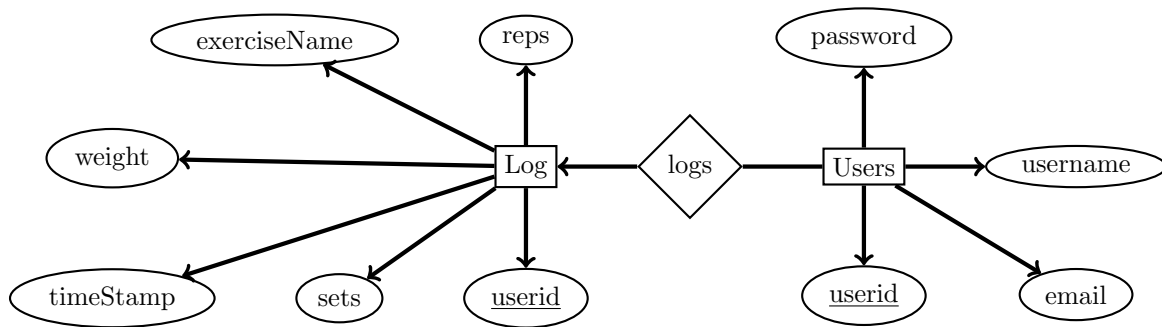 exerciseName
reps
password
weight
Log
logs
Users
username
timeStamp
sets
userid
userid
email